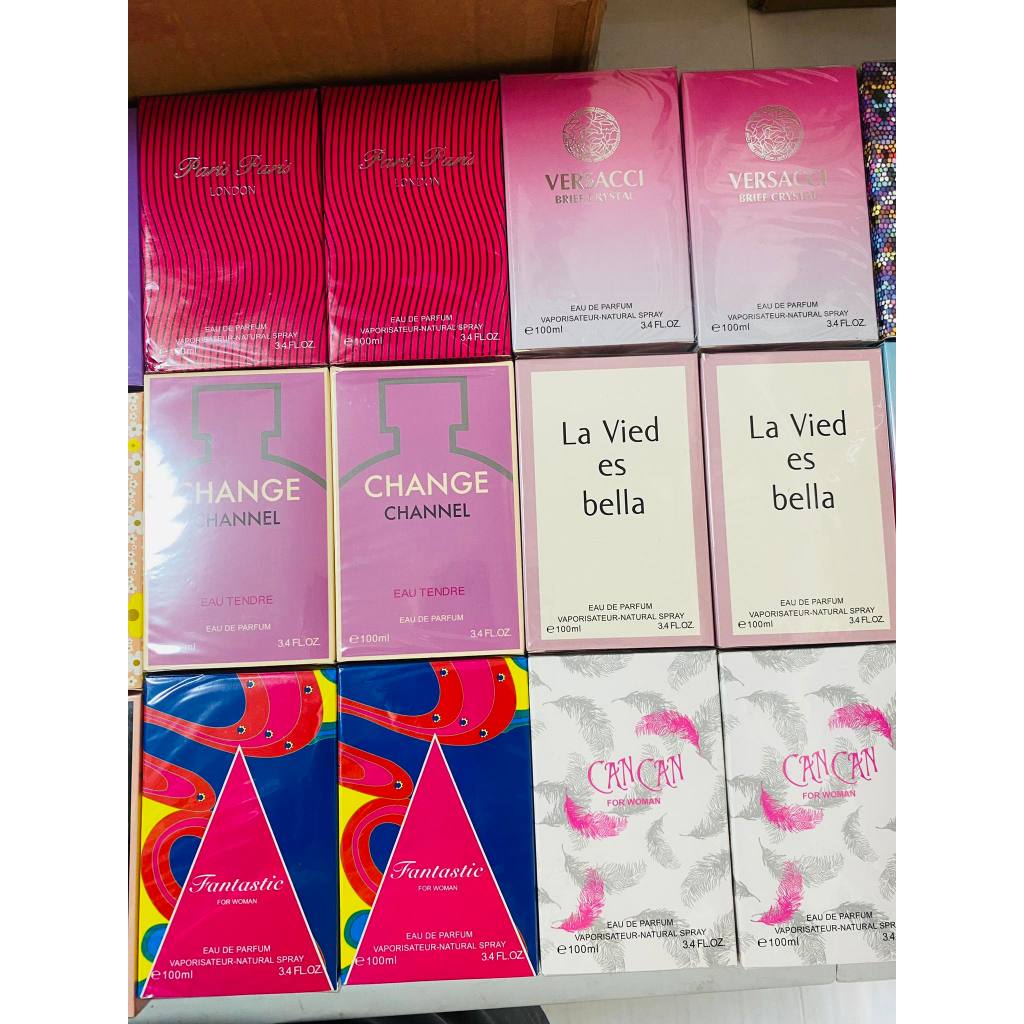 Paris Paris
LONDON
EAU DE PARFUM
VAPORISATEUR-NATURAL SPRAY
3.4 FL.OZ.
Paris Paris
LONDON
EAU DE PARFUM
VAPORISATEUR-NATURAL SPRAY
℮100ml 3.4 FL.OZ.
VERSACCI
BRIEF CRYSTAL
EAU DE PARFUM
VAPORISATEUR-NATURAL SPRAY
℮100ml 3.4 FL.OZ.
VERSACCI
BRIEF CRYSTAL
EAU DE PARFUM
VAPORISATEUR-NATURAL SPRAY
℮100ml 3.4 FL.OZ.
CHANGE
CHANNEL
EAU TENDRE
EAU DE PARFUM
3.4 FL.OZ.
CHANGE
CHANNEL
EAU TENDRE
EAU DE PARFUM
℮100ml 3.4 FL.OZ.
La Vied
es
bella
EAU DE PARFUM
VAPORISATEUR-NATURAL SPRAY
℮100ml 3.4 FL.OZ.
La Vied
es
bella
EAU DE PARFUM
VAPORISATEUR-NATURAL SPRAY
℮100ml 3.4 FL.OZ.
Fantastic
FOR WOMAN
EAU DE PARFUM
VAPORISATEUR-NATURAL SPRAY
℮100ml 3.4 FL.OZ.
Fantastic
FOR WOMAN
EAU DE PARFUM
VAPORISATEUR-NATURAL SPRAY
℮100ml 3.4 FL.OZ.
CANCAN
FOR WOMAN
EAU DE PARFUM
VAPORISATEUR-NATURAL SPRAY
℮100ml 3.4 FL.OZ.
CANCAN
FOR WOMAN
EAU DE PARFUM
VAPORISATEUR-NATURAL SPR
℮100ml 3.4